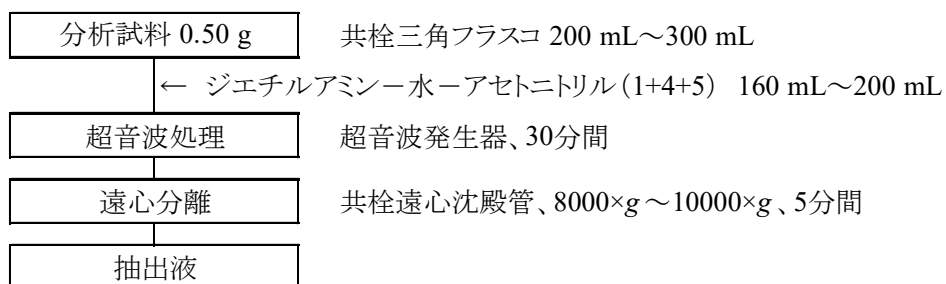 分析試料 0.50 g 共栓三角フラスコ 200 mL～300 mL
← ジエチルアミン－水－アセトニトリル(1+4+5) 160 mL～200 mL
超音波処理 超音波発生器、30分間
遠心分離 共栓遠心沈殿管、8000×g～10000×g、5分間
抽出液